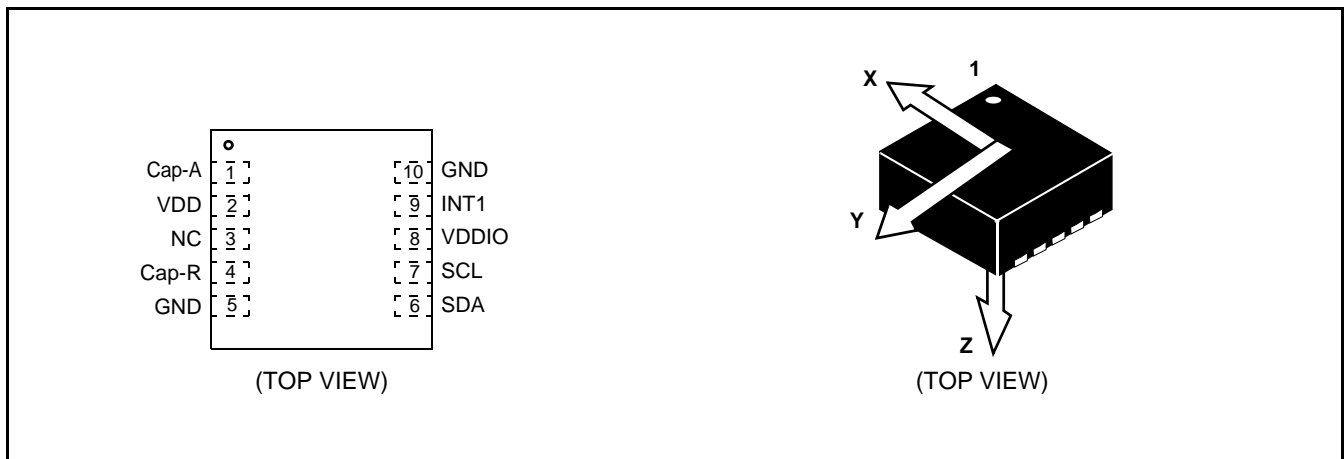 Cap-A 1 10 GND
VDD 2 9 INT1
NC 3 8 VDDIO
Cap-R 4 7 SCL
GND 5 6 SDA
(TOP VIEW)
1
X
Y
Z
(TOP VIEW)